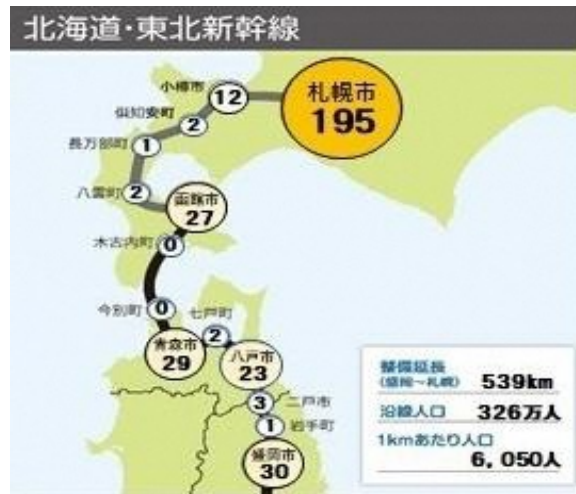 北海道・東北新幹線
札幌市
195
小樽市
12
倶知安町
2
長万部町
1
八雲町
2
函館市
27
木古内町
0
今別町
0
七戸町
2
青森市
29
八戸市
23
二戸市
3
岩手町
1
盛岡市
30
整備延長
(盛岡〜札幌)
539km
沿線人口
326万人
1kmあたり人口
6,050人